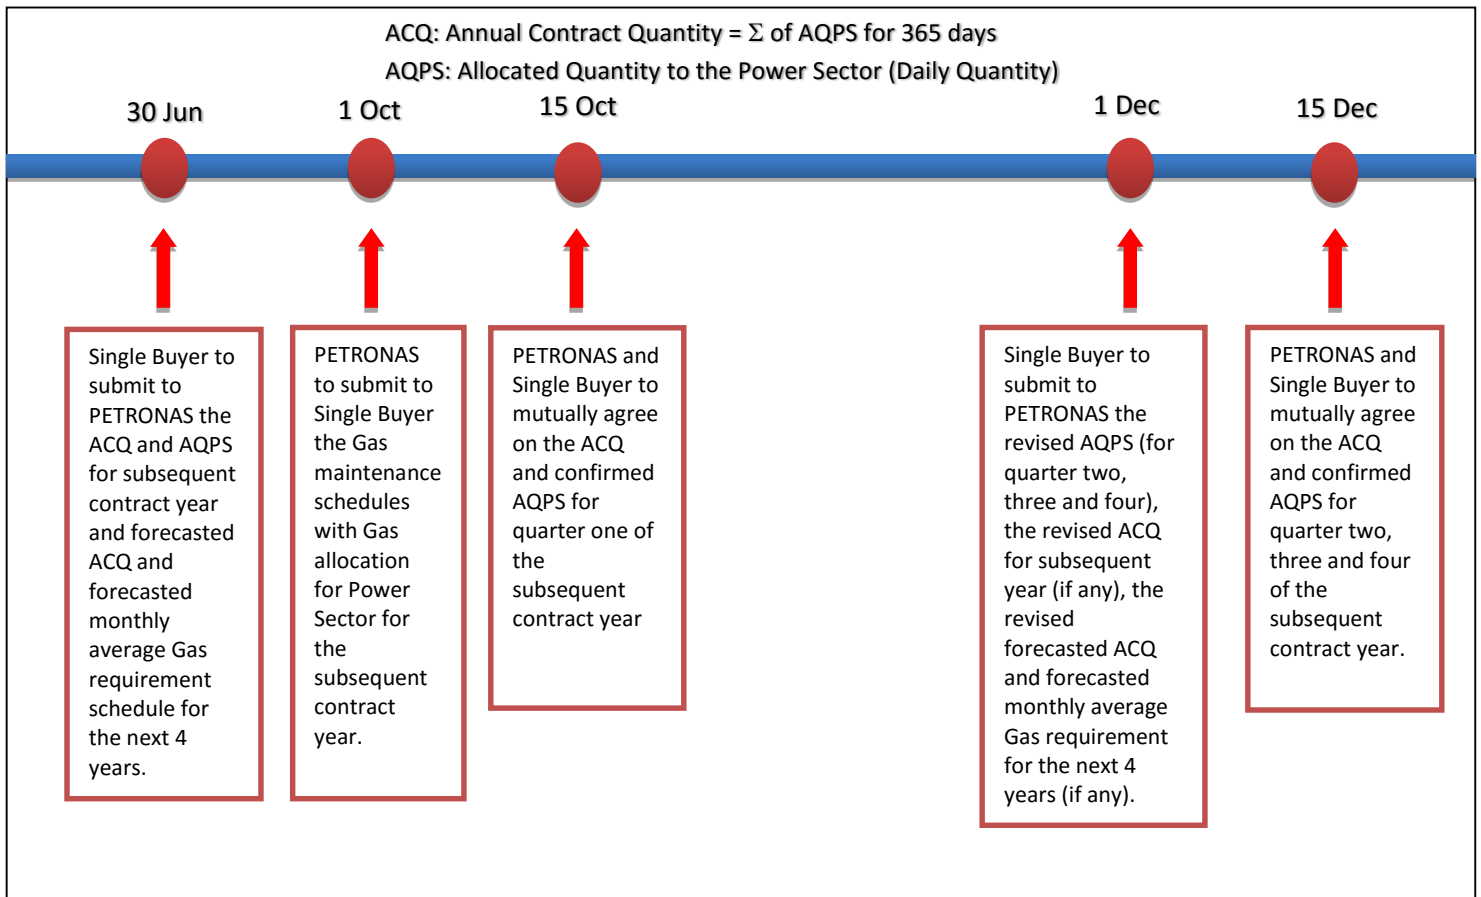 ACQ: Annual Contract Quantity = Σ of AQPS for 365 days
AQPS: Allocated Quantity to the Power Sector (Daily Quantity)
30 Jun
1 Oct
15 Oct
1 Dec
15 Dec
Single Buyer to
submit to
PETRONAS the
ACQ and AQPS
for subsequent
contract year
and forecasted
ACQ and
forecasted
monthly
average Gas
requirement
schedule for
the next 4
years.
PETRONAS
to submit to
Single Buyer
the Gas
maintenance
schedules
with Gas
allocation
for Power
Sector for
the
subsequent
contract
year.
PETRONAS and
Single Buyer to
mutually agree
on the ACQ
and confirmed
AQPS for
quarter one of
the
subsequent
contract year
Single Buyer to
submit to
PETRONAS the
revised AQPS (for
quarter two,
three and four),
the revised ACQ
for subsequent
year (if any), the
revised
forecasted ACQ
and forecasted
monthly average
Gas requirement
for the next 4
years (if any).
PETRONAS and
Single Buyer to
mutually agree
on the ACQ
and confirmed
AQPS for
quarter two,
three and four
of the
subsequent
contract year.